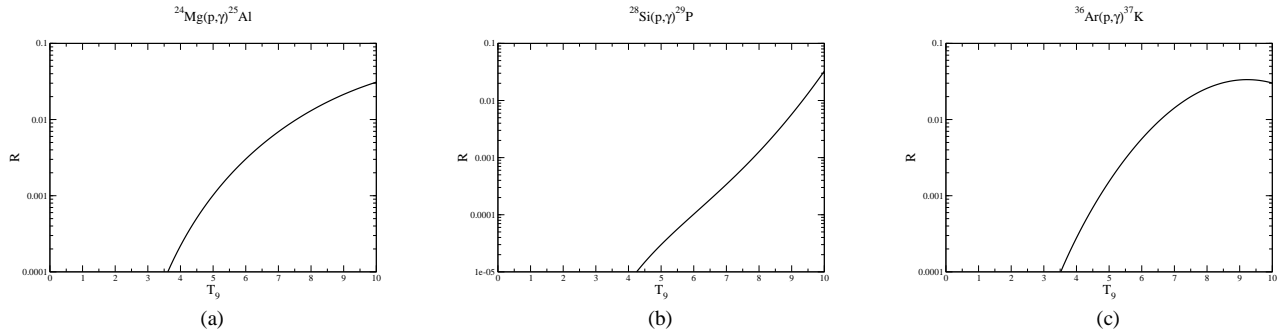 ²⁴Mg(p,γ)²⁵Al
0.1
0.01
0.001
0.0001
R
0 1 2 3 4 5 6 7 8 9 10
T₉
(a)
²⁸Si(p,γ)²⁹P
0.1
0.01
0.001
0.0001
1e-05
R
0 1 2 3 4 5 6 7 8 9 10
T₉
(b)
³⁶Ar(p,γ)³⁷K
0.1
0.01
0.001
0.0001
R
0 1 2 3 4 5 6 7 8 9 10
T₉
(c)